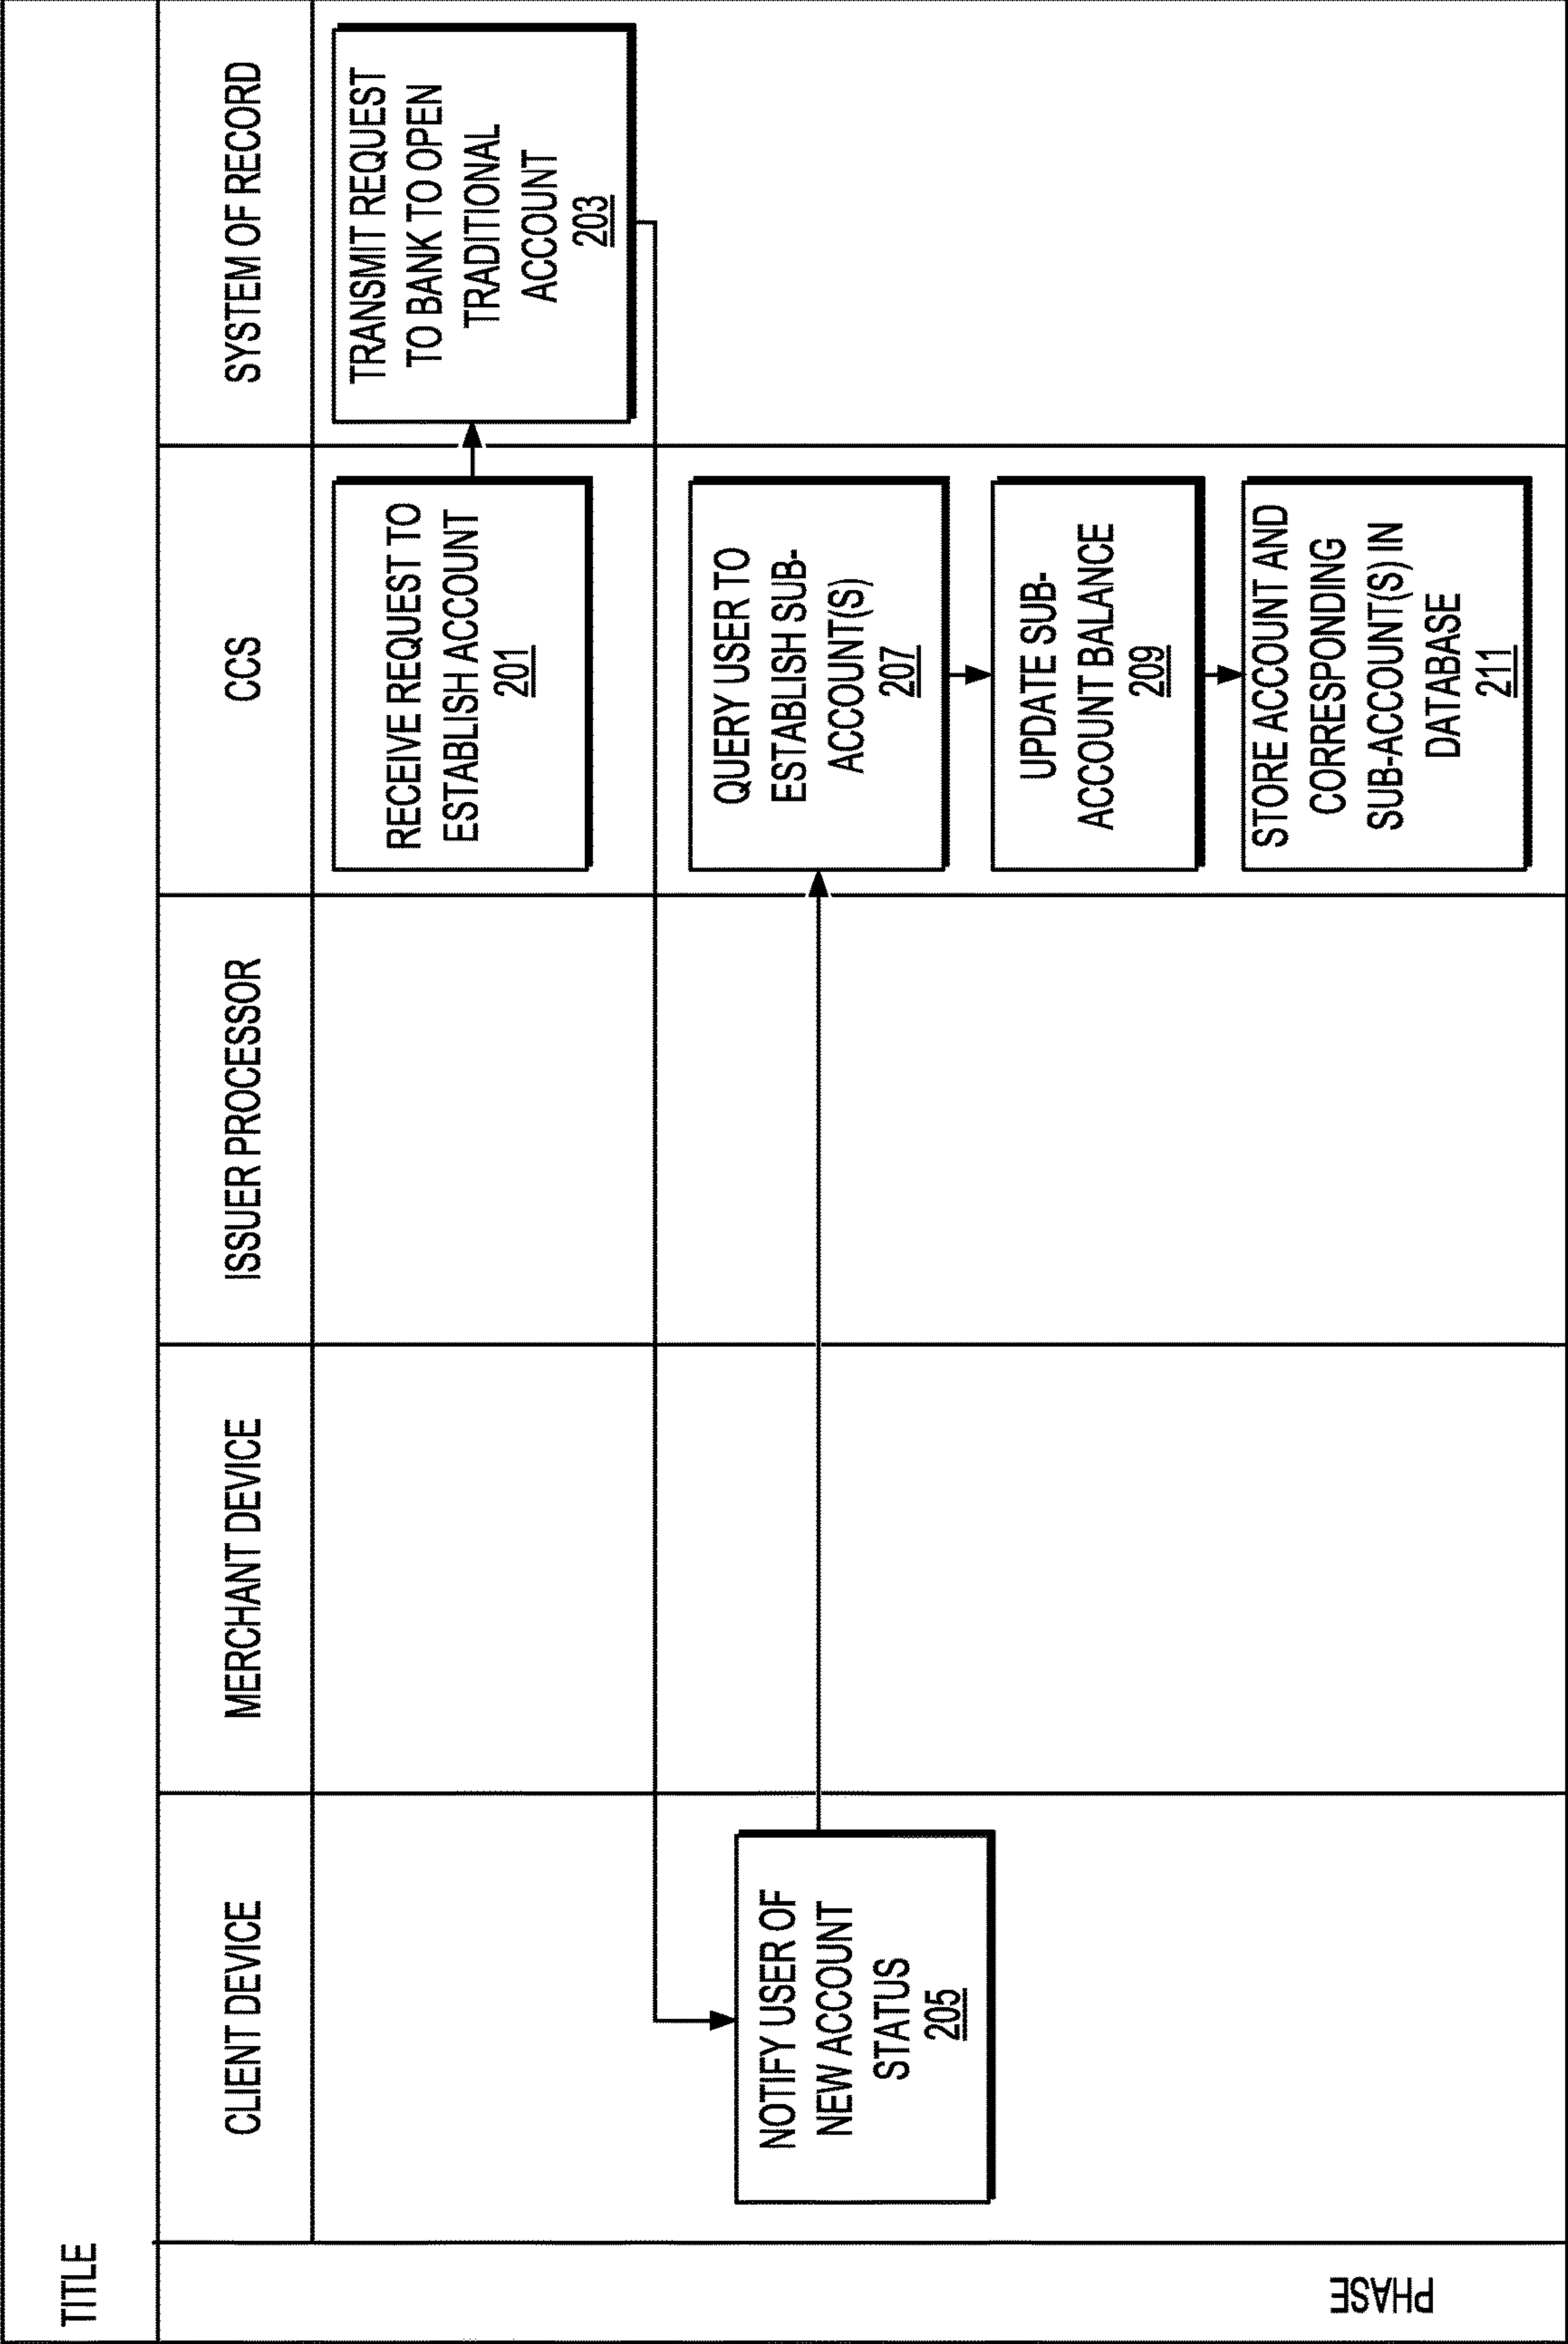 TITLE
CLIENT DEVICE
MERCHANT DEVICE
ISSUER PROCESSOR
CCS
SYSTEM OF RECORD
RECEIVE REQUEST TO
ESTABLISH ACCOUNT
201
TRANSMIT REQUEST
TO BANK TO OPEN
TRADITIONAL
ACCOUNT
203
NOTIFY USER OF
NEW ACCOUNT
STATUS
205
QUERY USER TO
ESTABLISH SUB-
ACCOUNT(S)
207
UPDATE SUB-
ACCOUNT BALANCE
209
STORE ACCOUNT AND
CORRESPONDING
SUB-ACCOUNT(S) IN
DATABASE
211
PHASE